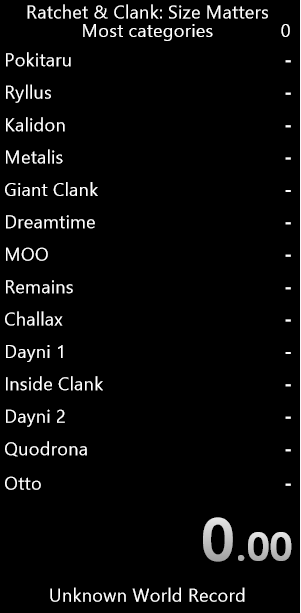 Ratchet & Clank: Size Matters
Most categories 0
Pokitaru -
Ryllus -
Kalidon -
Metalis -
Giant Clank -
Dreamtime -
MOO -
Remains -
Challax -
Dayni 1 -
Inside Clank -
Dayni 2 -
Quodrona -
Otto -
0.00
Unknown World Record